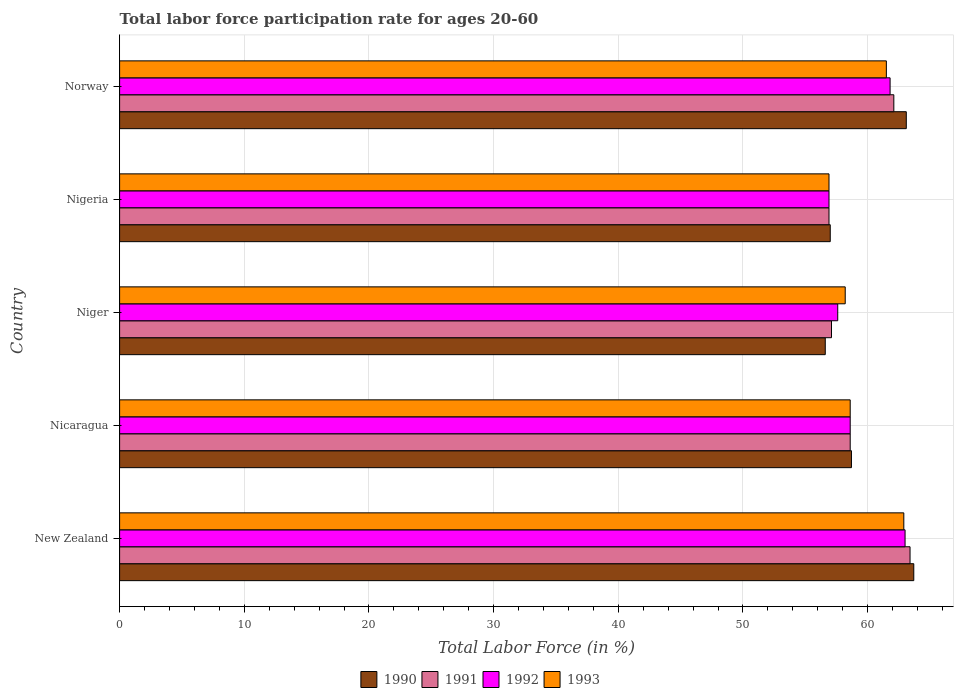 Total labor force participation rate for ages 20-60
Norway
Nigeria
Niger
Nicaragua
New Zealand
Country
0 10 20 30 40 50 60
Total Labor Force (in %)
1990 1991 1992 1993